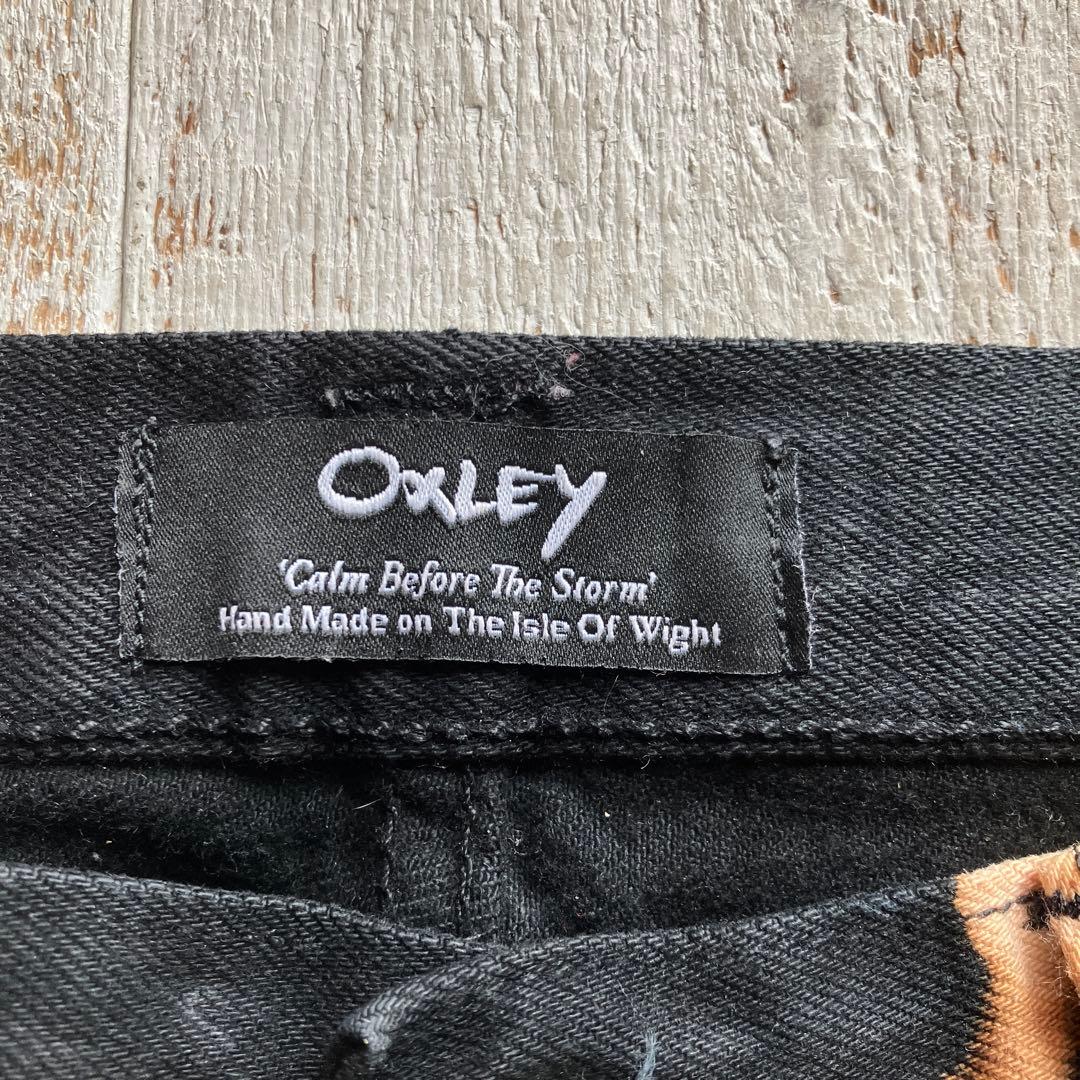 OxLEY
‘Calm Before The Storm’
Hand Made on The Isle Of Wight